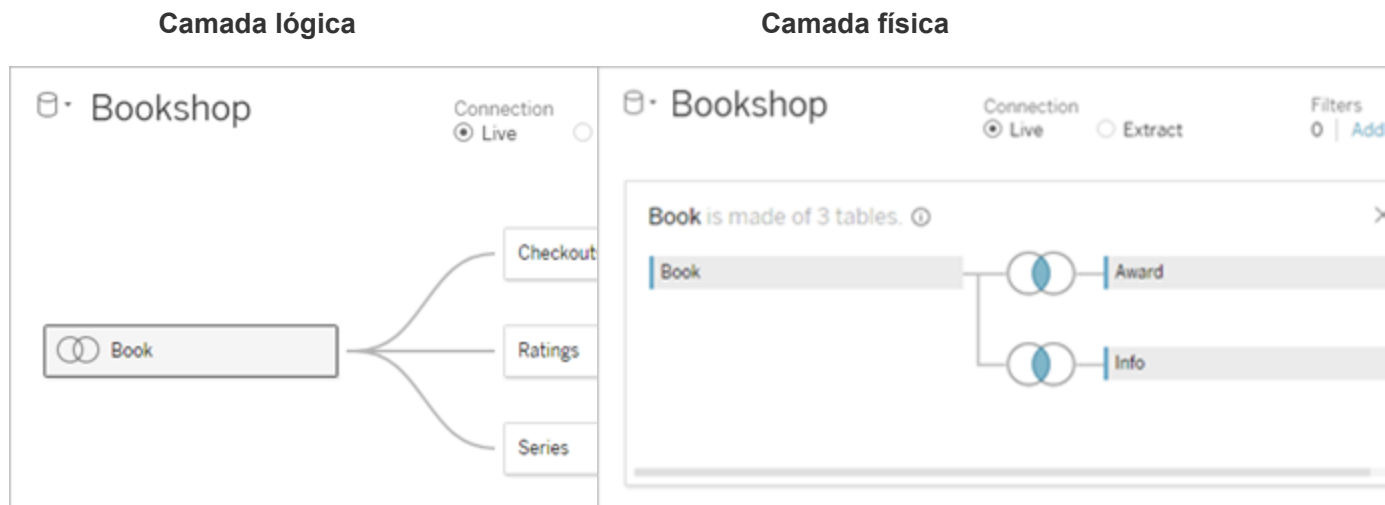 Camada lógica
Camada física
Bookshop
Connection
Live
Checkout
Book
Ratings
Series
Bookshop
Connection
Live Extract
Filters
0 | Add
Book is made of 3 tables.
Book
Award
Info